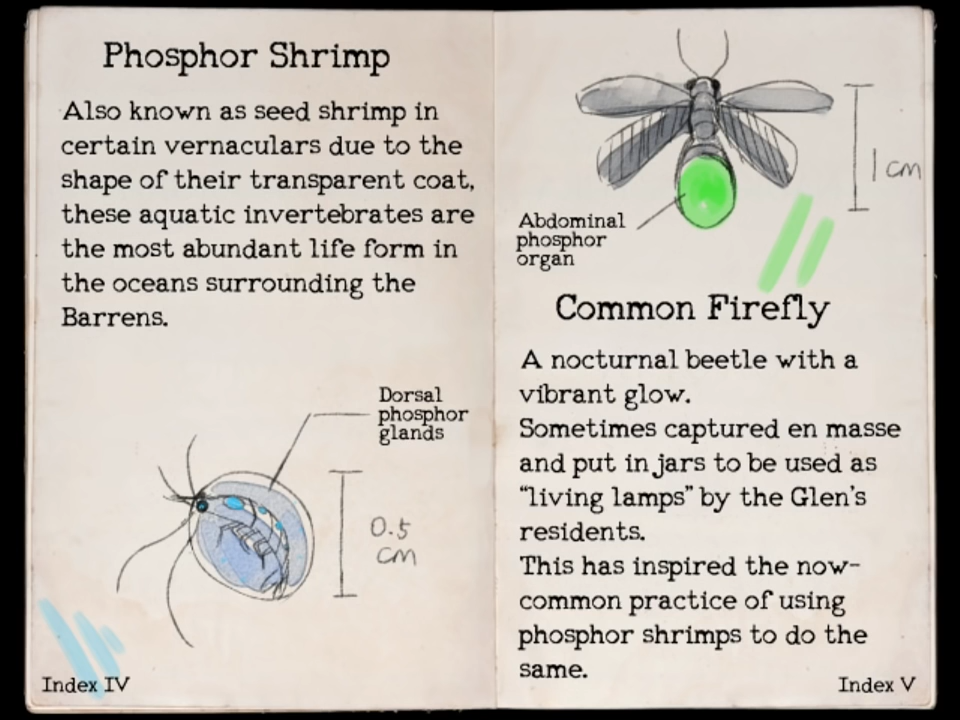 Phosphor Shrimp
Also known as seed shrimp in
certain vernaculars due to the
shape of their transparent coat,
these aquatic invertebrates are
the most abundant life form in
the oceans surrounding the
Barrens.
Dorsal
phosphor
glands
0.5
cm
Index IV
1 cm
Abdominal
phosphor
organ
Common Firefly
A nocturnal beetle with a
vibrant glow.
Sometimes captured en masse
and put in jars to be used as
“living lamps” by the Glen's
residents.
This has inspired the now-
common practice of using
phosphor shrimps to do the
same.
Index V